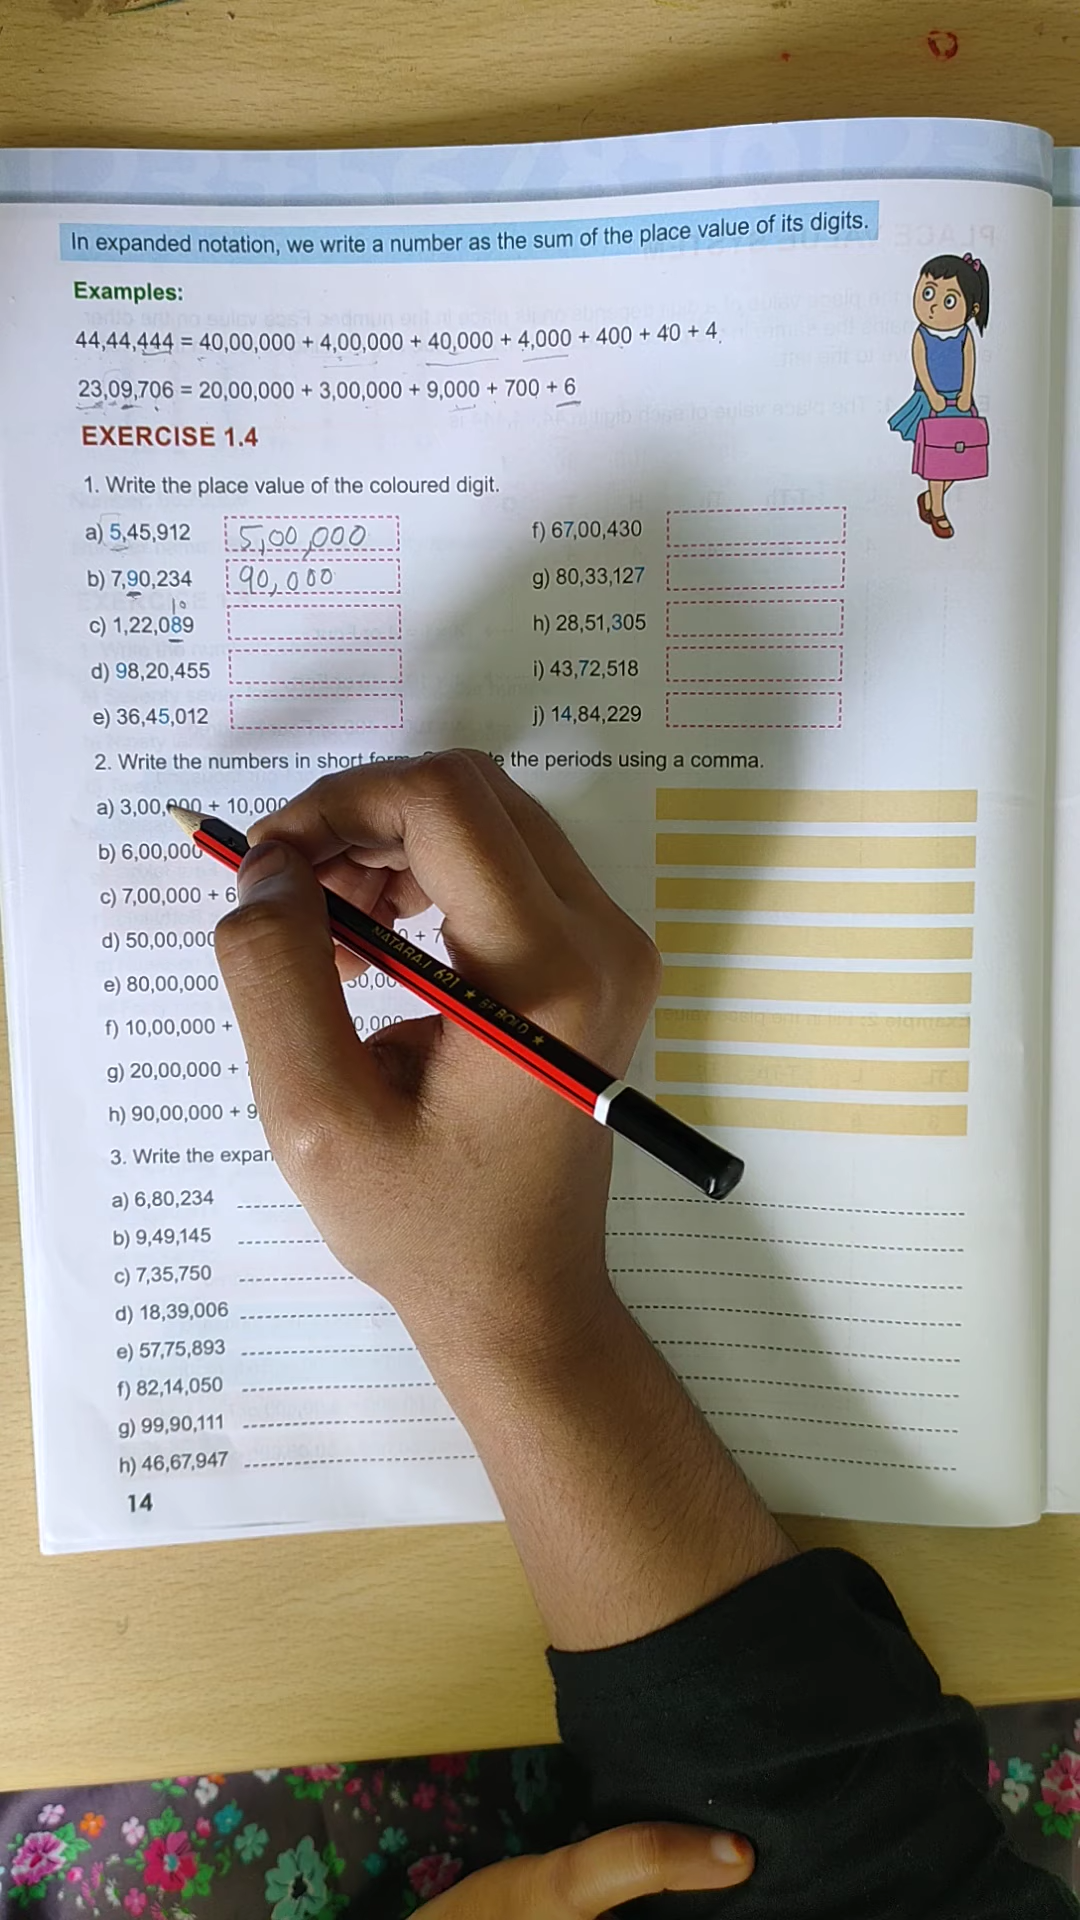 In expanded notation, we write a number as the sum of the place value of its digits.
Examples:
44,44,444 = 40,00,000 + 4,00,000 + 40,000 + 4,000 + 400 + 40 + 4.
23,09,706 = 20,00,000 + 3,00,000 + 9,000 + 700 + 6
EXERCISE 1.4
1. Write the place value of the coloured digit.
a) 5,45,912 5,00,000
b) 7,90,234 90,000
10
c) 1,22,089
d) 98,20,455
e) 36,45,012
f) 67,00,430
g) 80,33,127
h) 28,51,305
i) 43,72,518
j) 14,84,229
2. Write the numbers in short the periods using a comma.
a) 3,00,000 + 10,000
b) 6,00,000
c) 7,00,000 + 6
d) 50,00,000 + 7
e) 80,00,000
f) 10,00,000 +
g) 20,00,000 +
h) 90,00,000 + 9
3. Write the
a) 6,80,234
b) 9,49,145
c) 7,35,750
d) 18,39,006
e) 57,75,893
f) 82,14,050
g) 99,90,111
h) 46,67,947
14
NATARAJ 621 ★ BE BOLD ★